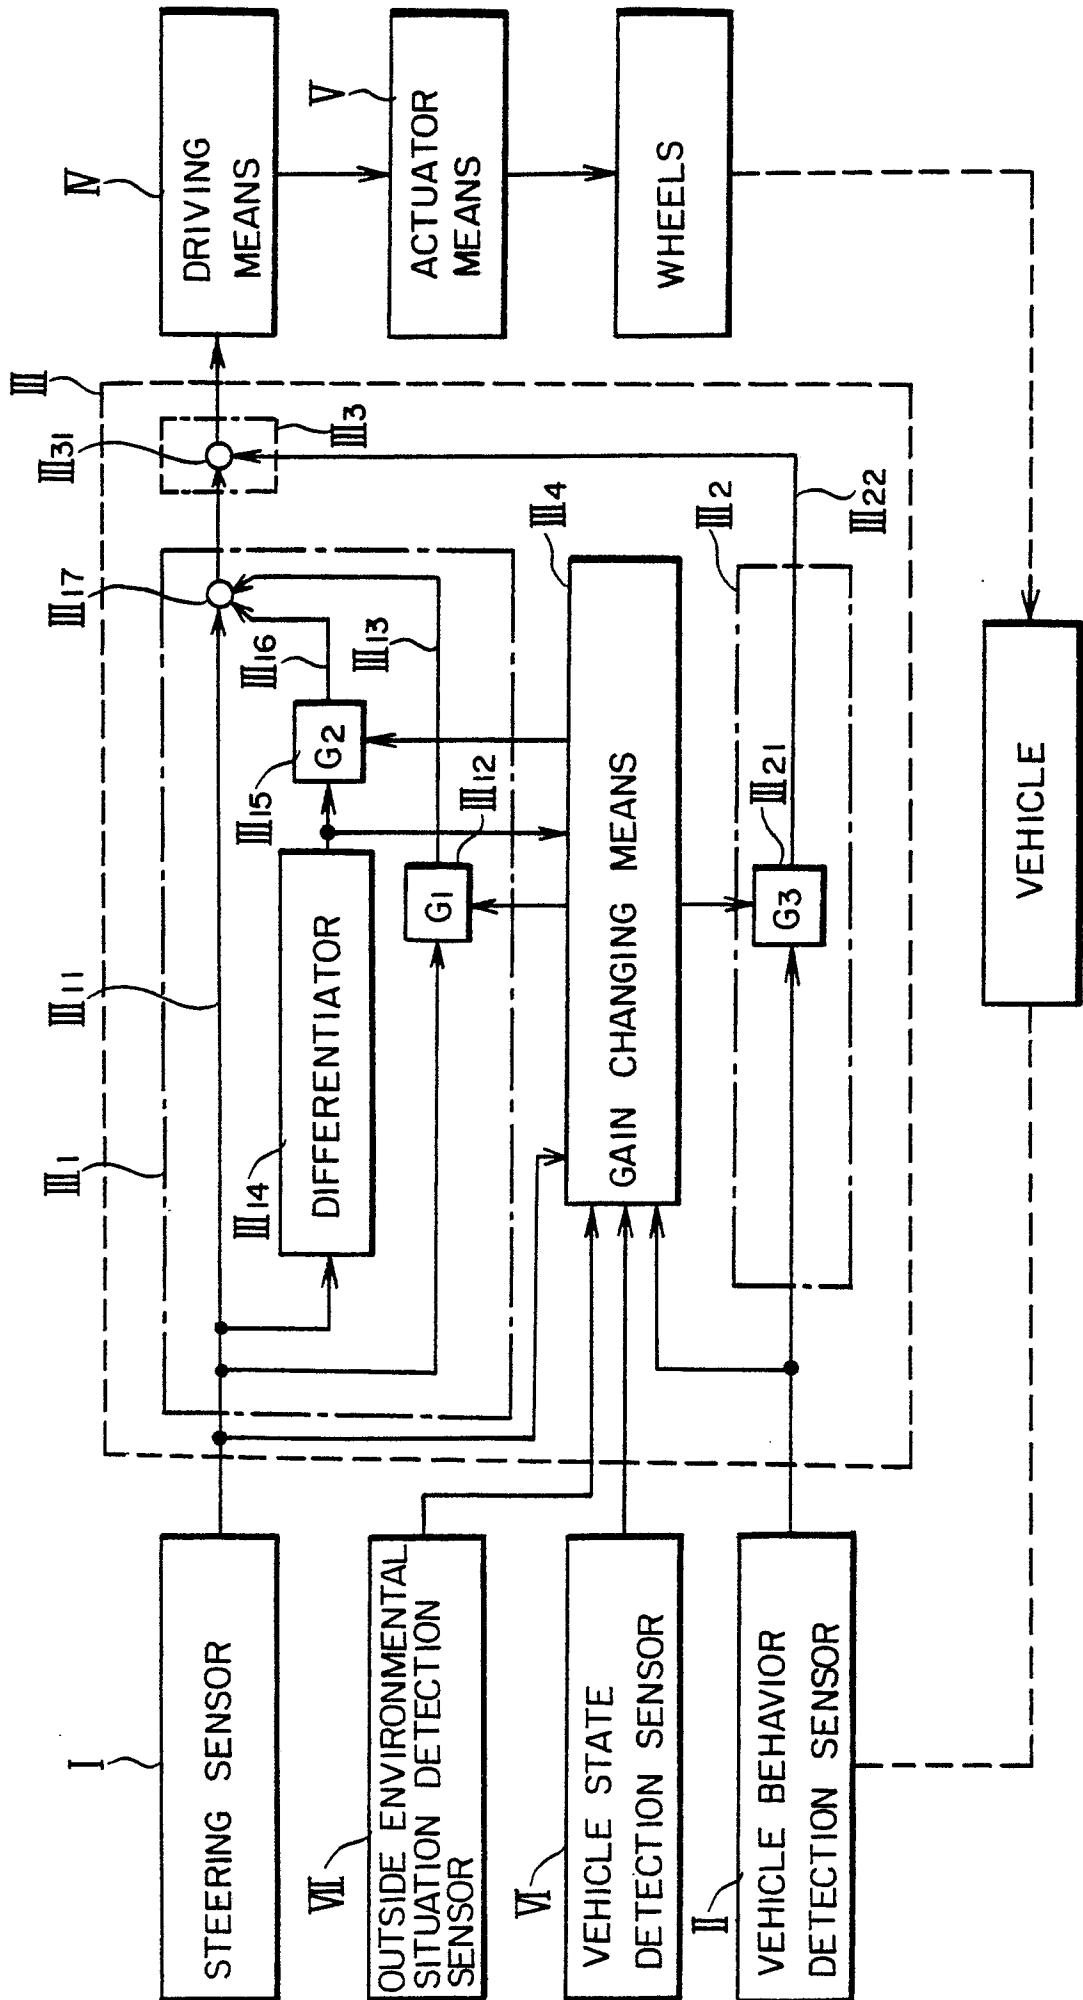 I
STEERING SENSOR
VII
OUTSIDE ENVIRONMENTAL
SITUATION DETECTION
SENSOR
VI
VEHICLE STATE
DETECTION SENSOR
II
VEHICLE BEHAVIOR
DETECTION SENSOR
III
III1
III11
III14
DIFFERENTIATOR
III15
G2
III16
III17
G1
III12
III13
III4
GAIN CHANGING MEANS
III2
G3
III21
III22
III31
III3
IV
DRIVING
MEANS
V
ACTUATOR
MEANS
WHEELS
VEHICLE